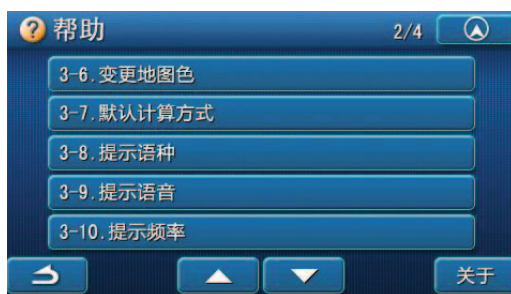 帮助 2/4
3-6.变更地图色
3-7.默认计算方式
3-8.提示语种
3-9.提示语音
3-10.提示频率
关于